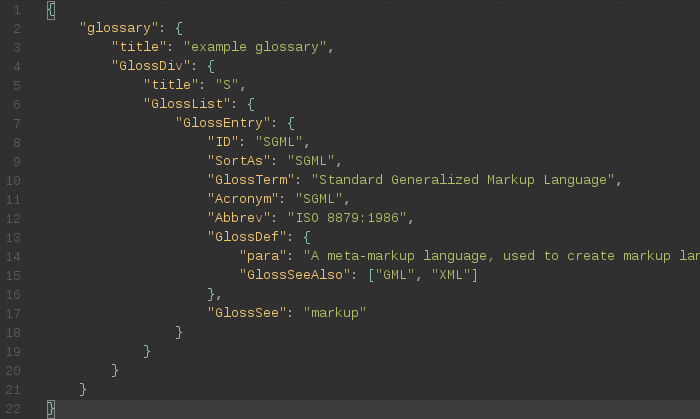 1 {
2     "glossary": {
3         "title": "example glossary",
4         "GlossDiv": {
5             "title": "S",
6             "GlossList": {
7                 "GlossEntry": {
8                     "ID": "SGML",
9                     "SortAs": "SGML",
10                     "GlossTerm": "Standard Generalized Markup Language",
11                     "Acronym": "SGML",
12                     "Abbrev": "ISO 8879:1986",
13                     "GlossDef": {
14                         "para": "A meta-markup language, used to create markup lan
15                         "GlossSeeAlso": ["GML", "XML"]
16                     },
17                     "GlossSee": "markup"
18                 }
19             }
20         }
21     }
22 }